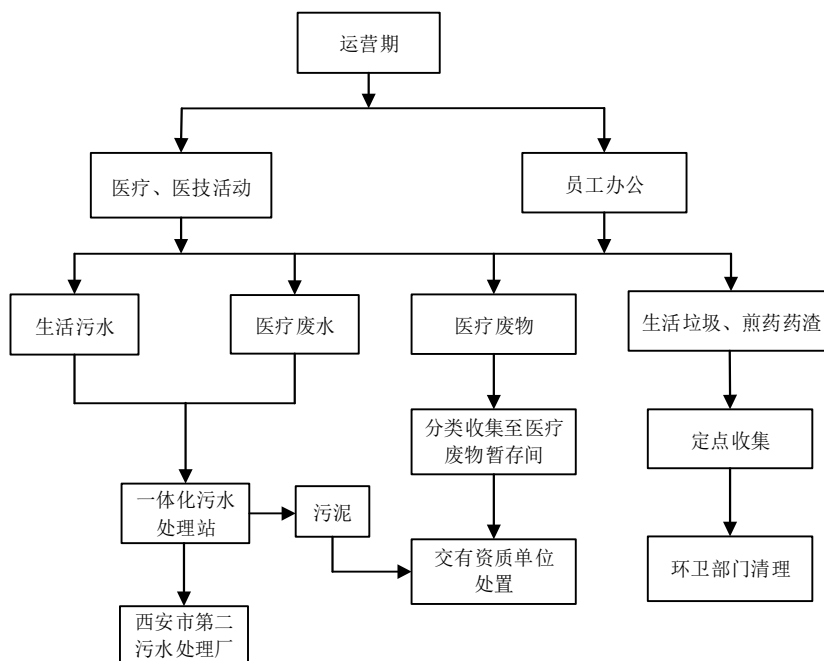 运营期
医疗、医技活动
员工办公
生活污水
医疗废水
医疗废物
生活垃圾、煎药药渣
分类收集至医疗
废物暂存间
定点收集
一体化污水
处理站
污泥
交有资质单位
处置
环卫部门清理
西安市第二
污水处理厂